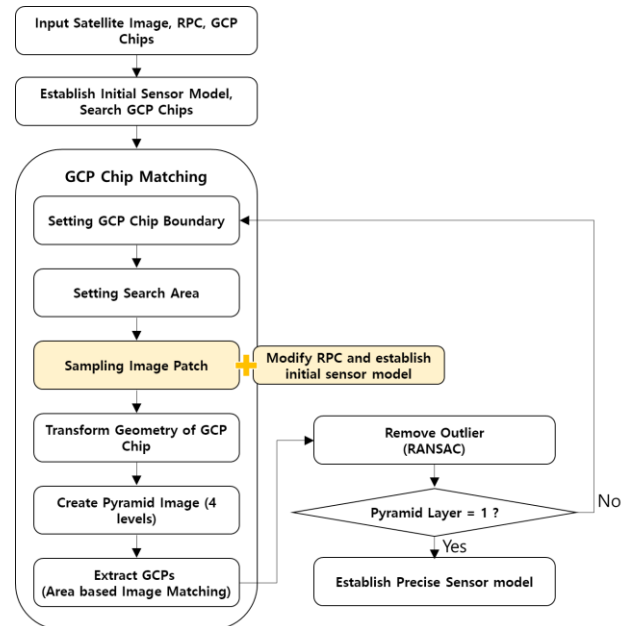 Input Satellite Image, RPC, GCP
Chips
Establish Initial Sensor Model,
Search GCP Chips
GCP Chip Matching
Setting GCP Chip Boundary
Setting Search Area
Sampling Image Patch
Modify RPC and establish
initial sensor model
Transform Geometry of GCP
Chip
Create Pyramid Image (4
levels)
Extract GCPs
(Area based Image Matching)
Remove Outlier
(RANSAC)
Pyramid Layer = 1 ?
No
Yes
Establish Precise Sensor model